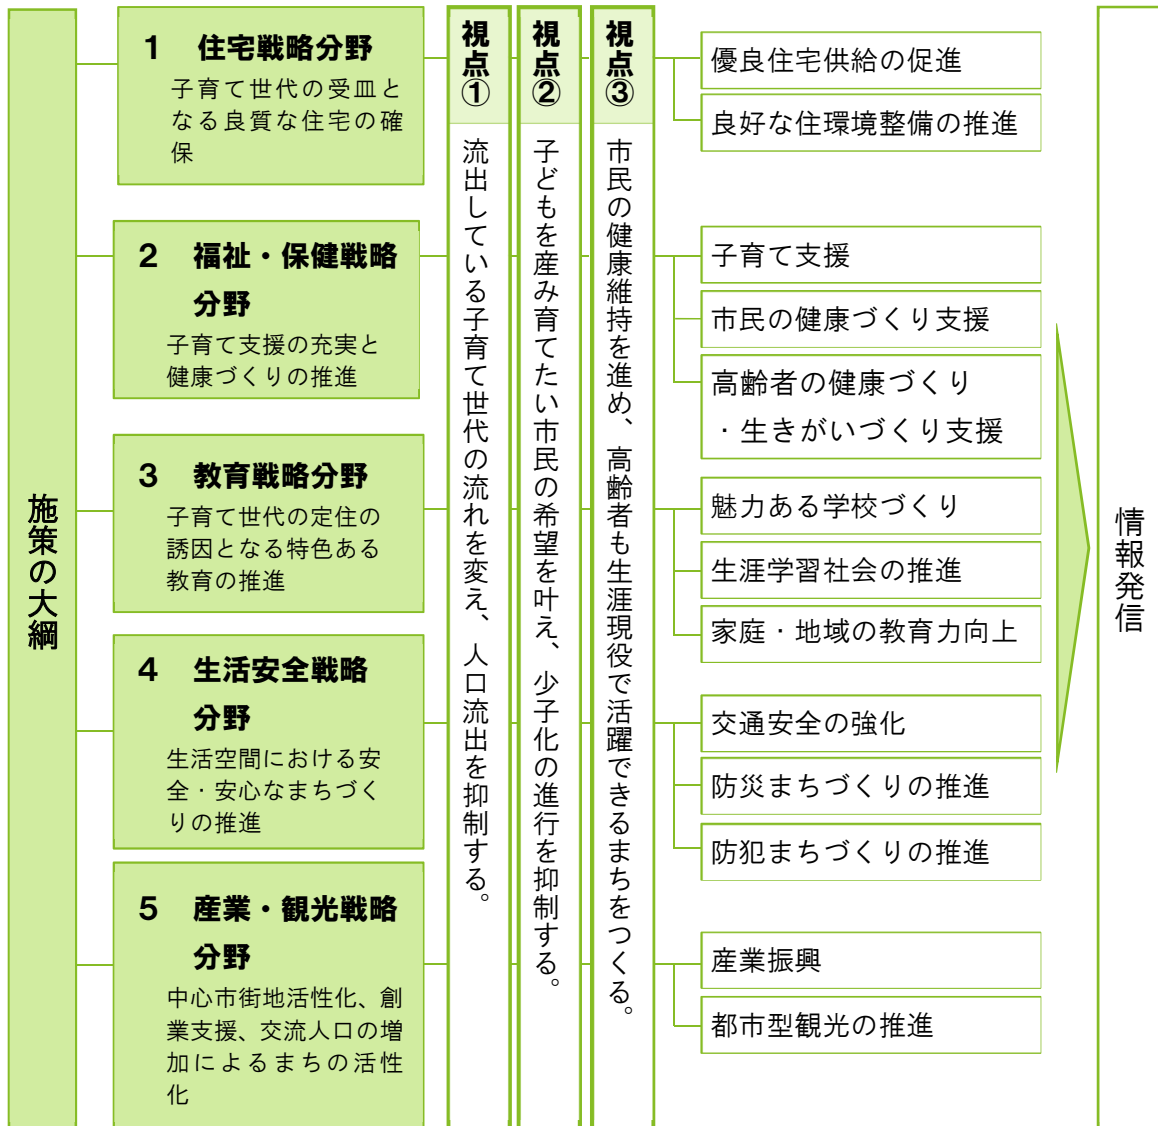 施策の大綱
1 住宅戦略分野
子育て世代の受皿と
なる良質な住宅の確
保
2 福祉・保健戦略
分野
子育て支援の充実と
健康づくりの推進
3 教育戦略分野
子育て世代の定住の
誘因となる特色ある
教育の推進
4 生活安全戦略
分野
生活空間における安
全・安心なまちづく
りの推進
5 産業・観光戦略
分野
中心市街地活性化、創
業支援、交流人口の増
加によるまちの活性
化
視点①
流出している子育て世代の流れを変え、人口流出を抑制する。
視点②
子どもを産み育てたい市民の希望を叶え、少子化の進行を抑制する。
視点③
市民の健康維持を進め、高齢者も生涯現役で活躍できるまちをつくる。
優良住宅供給の促進
良好な住環境整備の推進
子育て支援
市民の健康づくり支援
高齢者の健康づくり
・生きがいづくり支援
魅力ある学校づくり
生涯学習社会の推進
家庭・地域の教育力向上
交通安全の強化
防災まちづくりの推進
防犯まちづくりの推進
産業振興
都市型観光の推進
情報発信